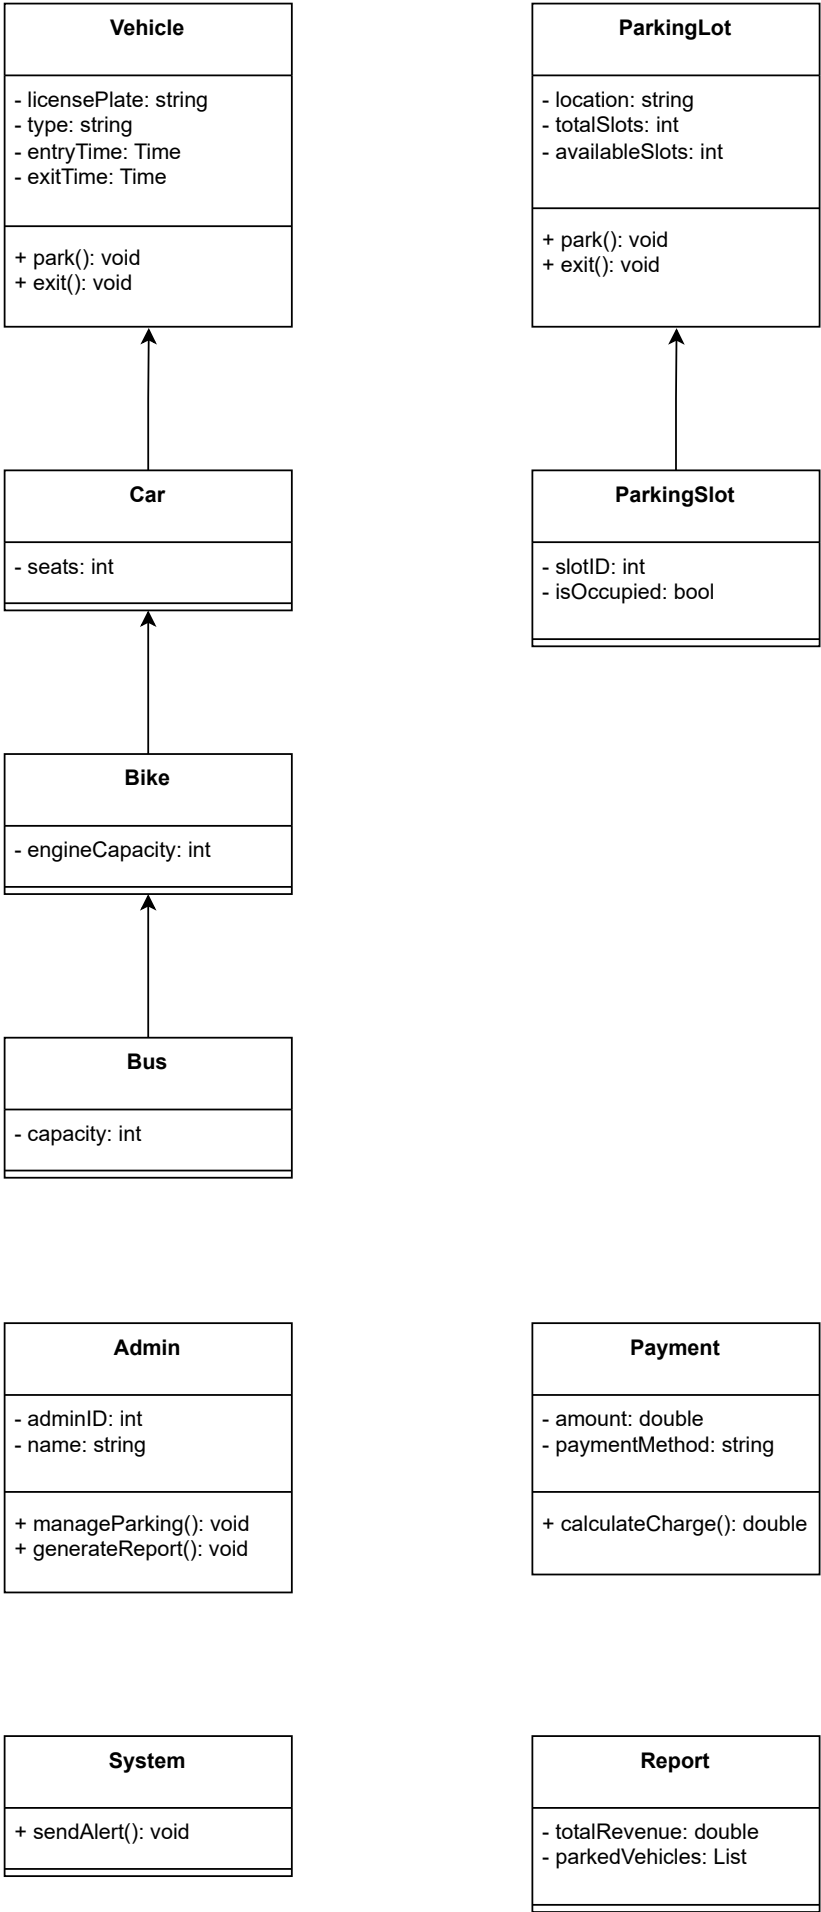 Vehicle
- licensePlate: string
- type: string
- entryTime: Time
- exitTime: Time
+ park(): void
+ exit(): void
ParkingLot
- location: string
- totalSlots: int
- availableSlots: int
+ park(): void
+ exit(): void
Car
- seats: int
ParkingSlot
- slotID: int
- isOccupied: bool
Bike
- engineCapacity: int
Bus
- capacity: int
Admin
- adminID: int
- name: string
+ manageParking(): void
+ generateReport(): void
Payment
- amount: double
- paymentMethod: string
+ calculateCharge(): double
System
+ sendAlert(): void
Report
- totalRevenue: double
- parkedVehicles: List